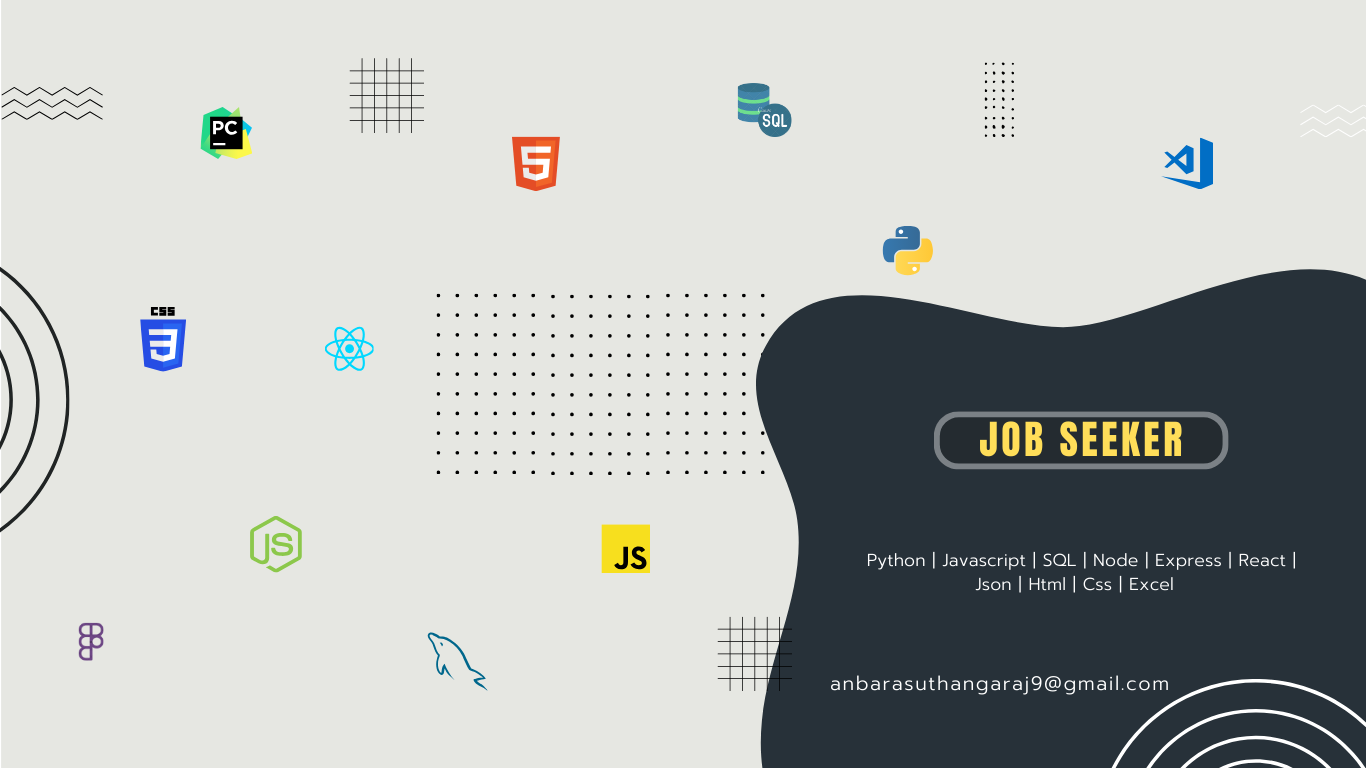 PC
SQL
CSS
JOB SEEKER
JS
JS
Python | Javascript | SQL | Node | Express | React |
Json | Html | Css | Excel
anbarasuthangaraj9@gmail.com